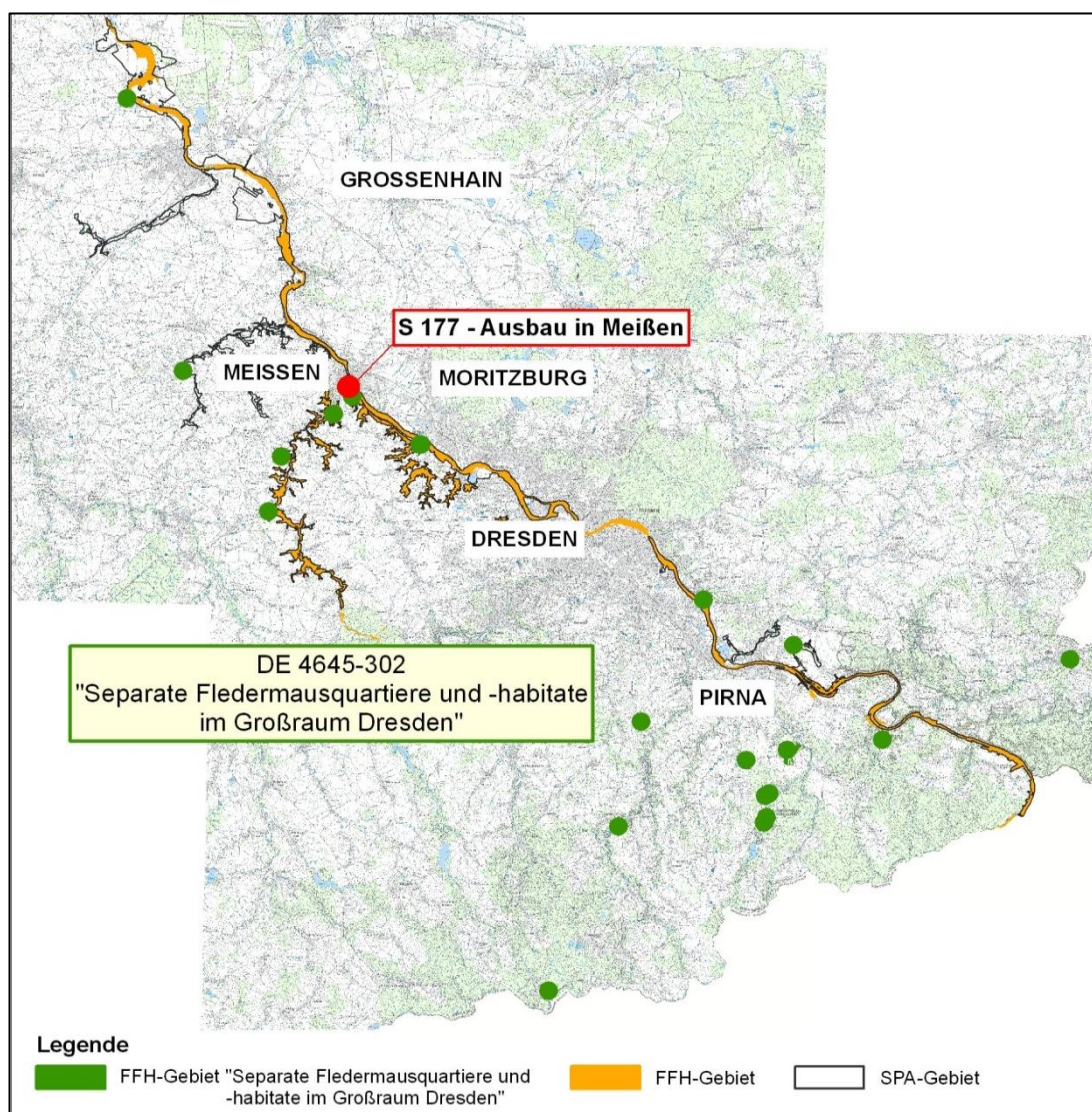 GROSSENHAIN
S 177 - Ausbau in Meißen
MEISSEN
MORITZBURG
DRESDEN
DE 4645-302
"Separate Fledermausquartiere und -habitate
im Großraum Dresden"
PIRNA
Legende
FFH-Gebiet "Separate Fledermausquartiere und
-habitate im Großraum Dresden"
FFH-Gebiet
SPA-Gebiet